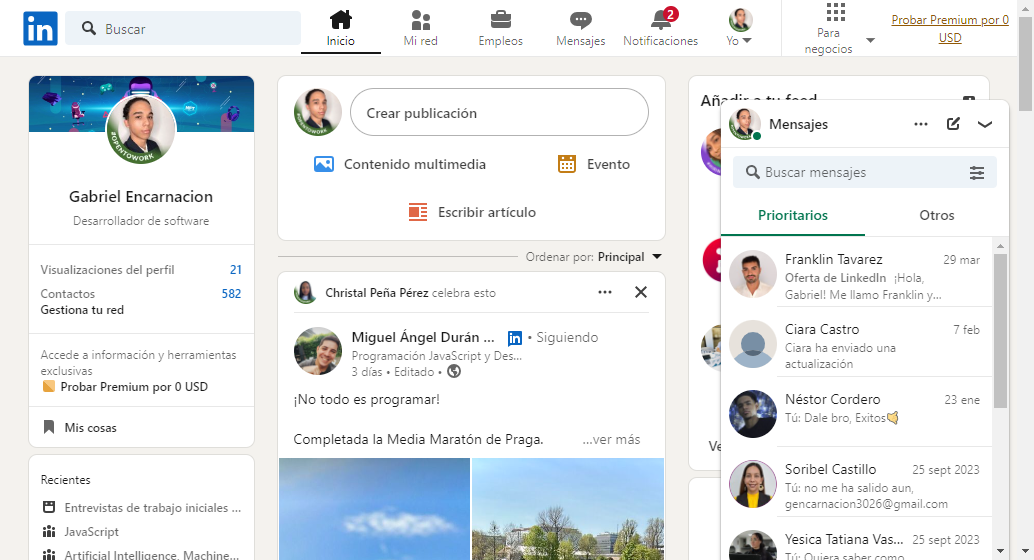 in
Buscar
Inicio
Mi red
Empleos
Mensajes
2
Notificaciones
Yo
Para negocios
Probar Premium por 0 USD
#OPENTOWORK
Gabriel Encarnacion
Desarrollador de software
Visualizaciones del perfil 21
Contactos 582
Gestiona tu red
Accede a información y herramientas
exclusivas
Probar Premium por 0 USD
Mis cosas
Recientes
Entrevistas de trabajo iniciales ...
JavaScript
Artificial Intelligence, Machine...
Crear publicación
Contenido multimedia
Evento
Escribir artículo
Ordenar por: Principal
Christal Peña Pérez celebra esto
Miguel Ángel Durán ... in • Siguiendo
Programación JavaScript y Des...
3 días • Editado •
¡No todo es programar!
Completada la Media Maratón de Praga. ...ver más
Añadir a tu feed
Ve
Mensajes
Buscar mensajes
Prioritarios
Otros
Franklin Tavarez 29 mar
Oferta de LinkedIn ¡Hola,
Gabriel! Me llamo Franklin y...
Ciara Castro 7 feb
Ciara ha enviado una
actualización
Néstor Cordero 23 ene
Tú: Dale bro, Exitos
Soribel Castillo 25 sept 2023
Tú: no me ha salido aun,
gencarnacion3026@gmail.com
Yesica Tatiana Vas... 25 sept 2023
Tú: Quiera saber como